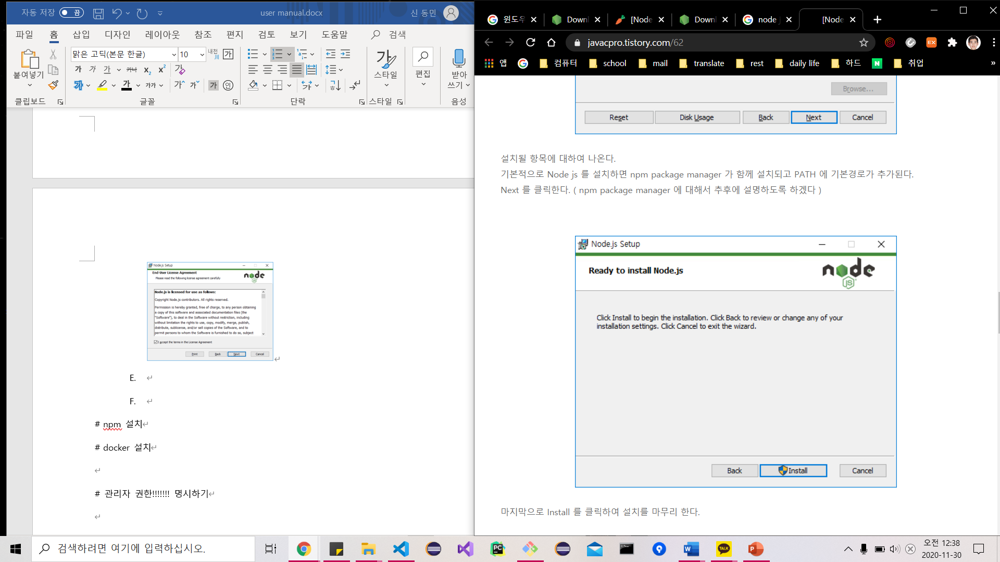 자동 저장 끔
user manual.docx
신 동민
파일 홈 삽입 디자인 레이아웃 참조 편지 검토 보기 도움말 검색
맑은 고딕(본문 한글) 10
붙여넣기
스타일
편집
받아
쓰기
클립보드 글꼴 단락 스타일 음성
Node.js Setup
End-User License Agreement
Please read the following license agreement carefully
node
JS
Node.js is licensed for use as follows:
Copyright Node.js contributors. All rights reserved.
Permission is hereby granted, free of charge, to any person obtaining
a copy of this software and associated documentation files (the
"Software"), to deal in the Software without restriction, including
without limitation the rights to use, copy, modify, merge, publish,
distribute, sublicense, and/or sell copies of the Software, and to
permit persons to whom the Software is furnished to do so, subject
I accept the terms in the License Agreement
Print Back Next Cancel
E.
F.
# npm 설치
# docker 설치
# 관리자 권한!!!!!!! 명시하기
윈도우 Downl [Node Downl node j [Node
javacpro.tistory.com/62
앱 컴퓨터 school mail translate rest daily life 하드 N 취업 »
Browse...
Reset Disk Usage Back Next Cancel
설치될 항목에 대하여 나온다.
기본적으로 Node js 를 설치하면 npm package manager 가 함께 설치되고 PATH 에 기본경로가 추가된다.
Next 를 클릭한다. ( npm package manager 에 대해서 추후에 설명하도록 하겠다 )
Node.js Setup
Ready to install Node.js
node
JS
Click Install to begin the installation. Click Back to review or change any of your
installation settings. Click Cancel to exit the wizard.
Back Install Cancel
마지막으로 Install 를 클릭하여 설치를 마무리 한다.
검색하려면 여기에 입력하십시오.
오전 12:38
2020-11-30